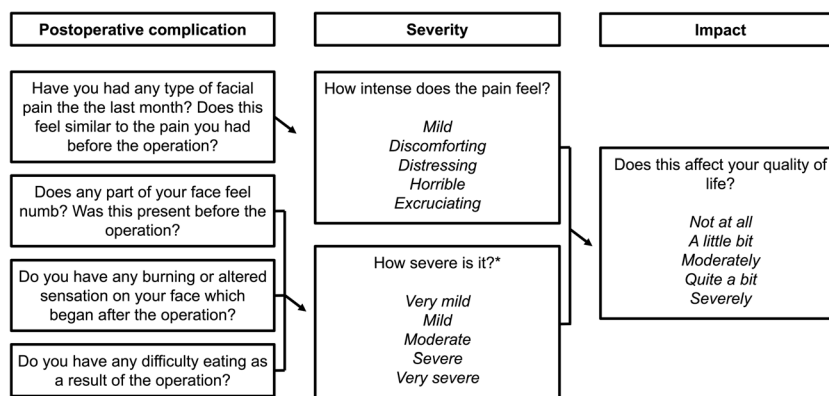 Postoperative complication
Severity
Impact
Have you had any type of facial
pain the the last month? Does this
feel similar to the pain you had
before the operation?
Does any part of your face feel
numb? Was this present before the
operation?
Do you have any burning or altered
sensation on your face which
began after the operation?
Do you have any difficulty eating as
a result of the operation?
How intense does the pain feel?
Mild
Discomforting
Distressing
Horrible
Excruciating
How severe is it?*
Very mild
Mild
Moderate
Severe
Very severe
Does this affect your quality of
life?
Not at all
A little bit
Moderately
Quite a bit
Severely